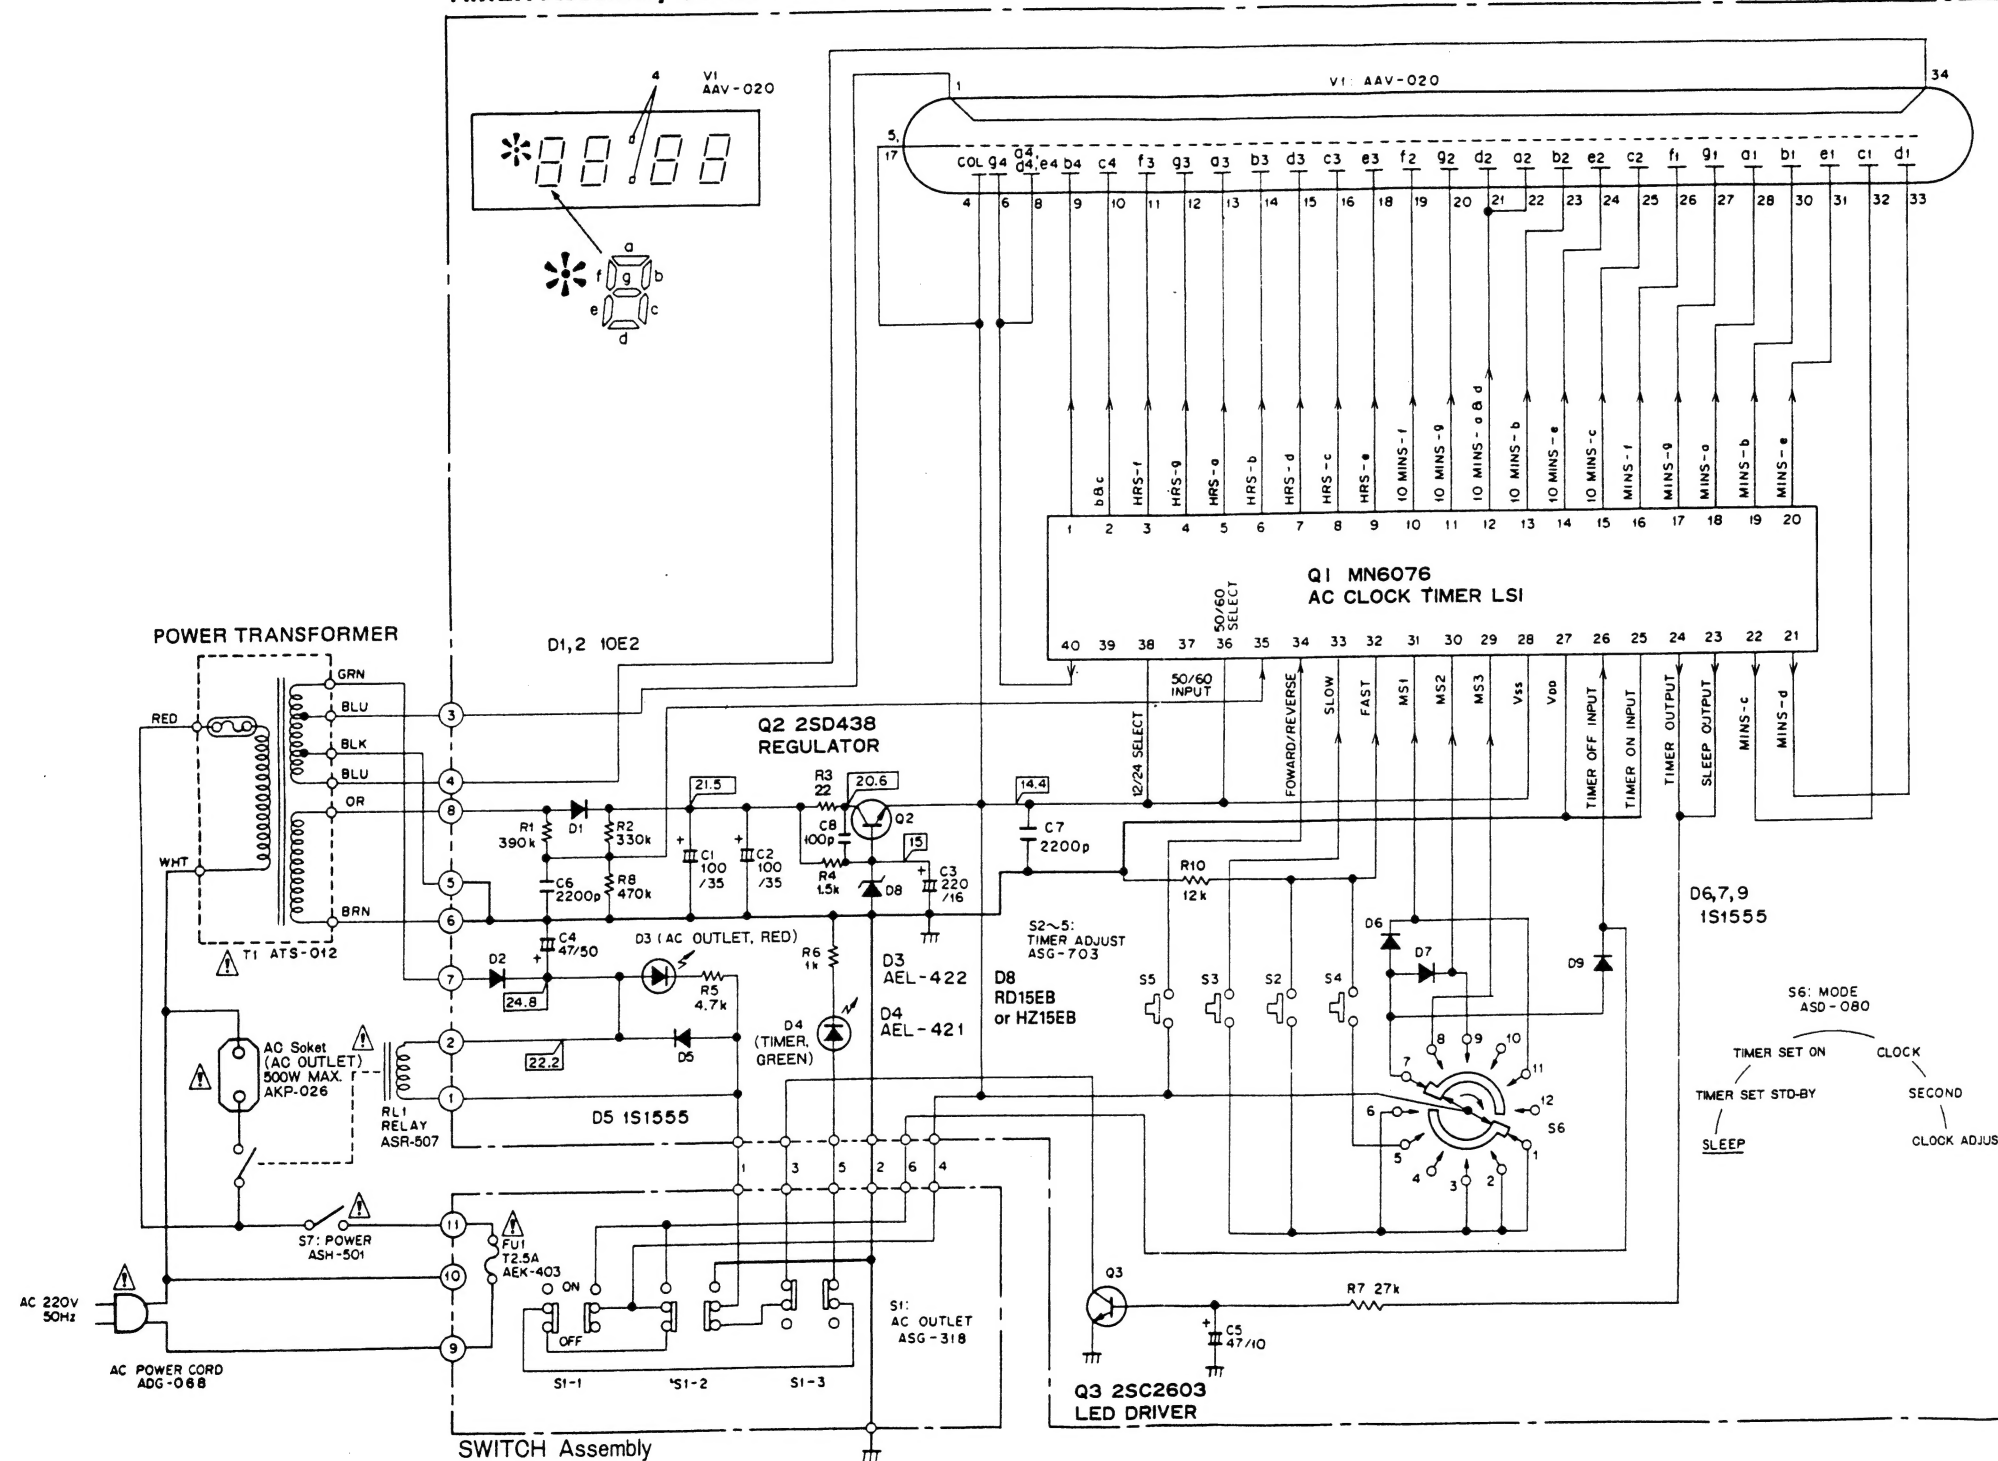 V1
AAV-020
4
a
f g b
e c
d
V1: AAV-020
1
34
5,
17
COL g4 a4, d4, e4 b4 c4 f3 g3 a3 b3 d3 c3 e3 f2 g2 d2 a2 b2 e2 c2 f1 g1 a1 b1 e1 c1 d1
4 6 8 9 10 11 12 13 14 15 16 18 19 20 21 22 23 24 25 26 27 28 30 31 32 33
b&c
HRS-f
HRS-g
HRS-a
HRS-b
HRS-d
HRS-c
HRS-e
10 MINS-f
10 MINS-g
10 MINS-a&d
10 MINS-b
10 MINS-e
10 MINS-c
MINS-f
MINS-g
MINS-a
MINS-b
MINS-e
1 2 3 4 5 6 7 8 9 10 11 12 13 14 15 16 17 18 19 20
Q1 MN6076
AC CLOCK TIMER LSI
50/60
SELECT
40 39 38 37 36 35 34 33 32 31 30 29 28 27 26 25 24 23 22 21
50/60
INPUT
12/24 SELECT
FOWARD/REVERSE
SLOW
FAST
MS1
MS2
MS3
Vss
VDD
TIMER OFF INPUT
TIMER ON INPUT
TIMER OUTPUT
SLEEP OUTPUT
MINS-c
MINS-d
POWER TRANSFORMER
D1,2 10E2
GRN
BLU
BLK
BLU
OR
BRN
RED
WHT
T1 ATS-012
3
4
8
5
6
7
2
1
Q2 2SD438
REGULATOR
21.5
R3
22
20.6
14.4
Q2
R1
390k
D1
R2
330k
C1
100
/35
C2
100
/35
C8
100p
R4
1.5k
15
C7
2200p
C6
2200p
R8
470k
D8
C3
220
/16
R10
12k
D6,7,9
1S1555
C4
47/50
D3 (AC OUTLET, RED)
R6
1k
D3
AEL-422
D8
RD15EB
or HZ15EB
S2~5:
TIMER ADJUST
ASG-703
D2
24.8
R5
4.7k
D4
(TIMER,
GREEN)
D4
AEL-421
S5 S3 S2 S4
D6
D7
D9
S6: MODE
ASD-080
TIMER SET ON
CLOCK
TIMER SET STD-BY
SECOND
SLEEP
CLOCK ADJUS
22.2
D5
AC Soket
(AC OUTLET)
500W MAX.
AKP-026
RL1
RELAY
ASR-507
D5 1S1555
7 8 9 10 11
6 12
S6
5 4 3 2 1
1 3 5 2 6 4
S7: POWER
ASH-501
11
10
9
FU1
T2.5A
AEK-403
AC 220V
50Hz
AC POWER CORD
ADG-068
ON
OFF
S1-1
S1-2
S1-3
S1:
AC OUTLET
ASG-318
Q3
R7 27k
C5
47/10
Q3 2SC2603
LED DRIVER
SWITCH Assembly